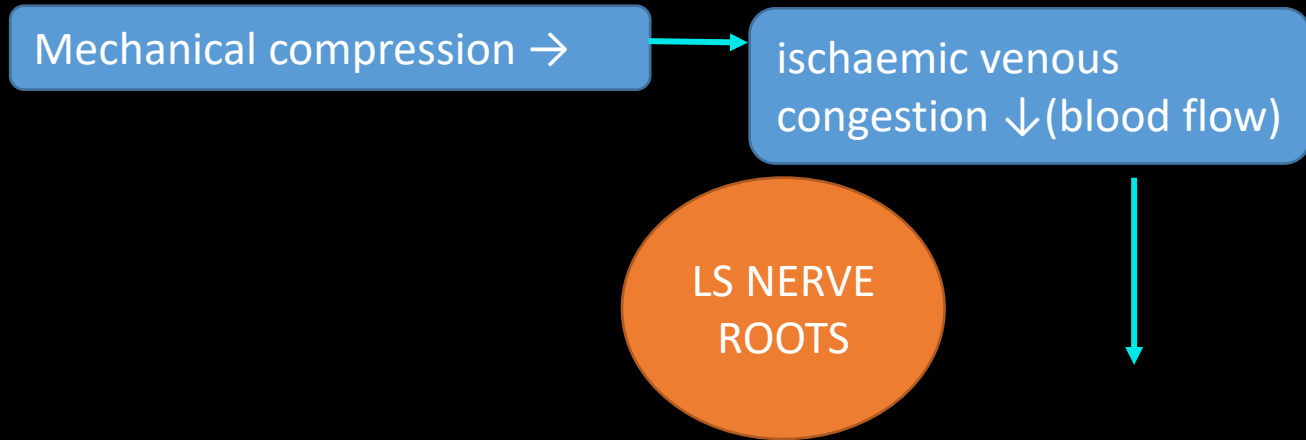 Mechanical compression →
ischaemic venous
congestion ↓(blood flow)
LS NERVE
ROOTS